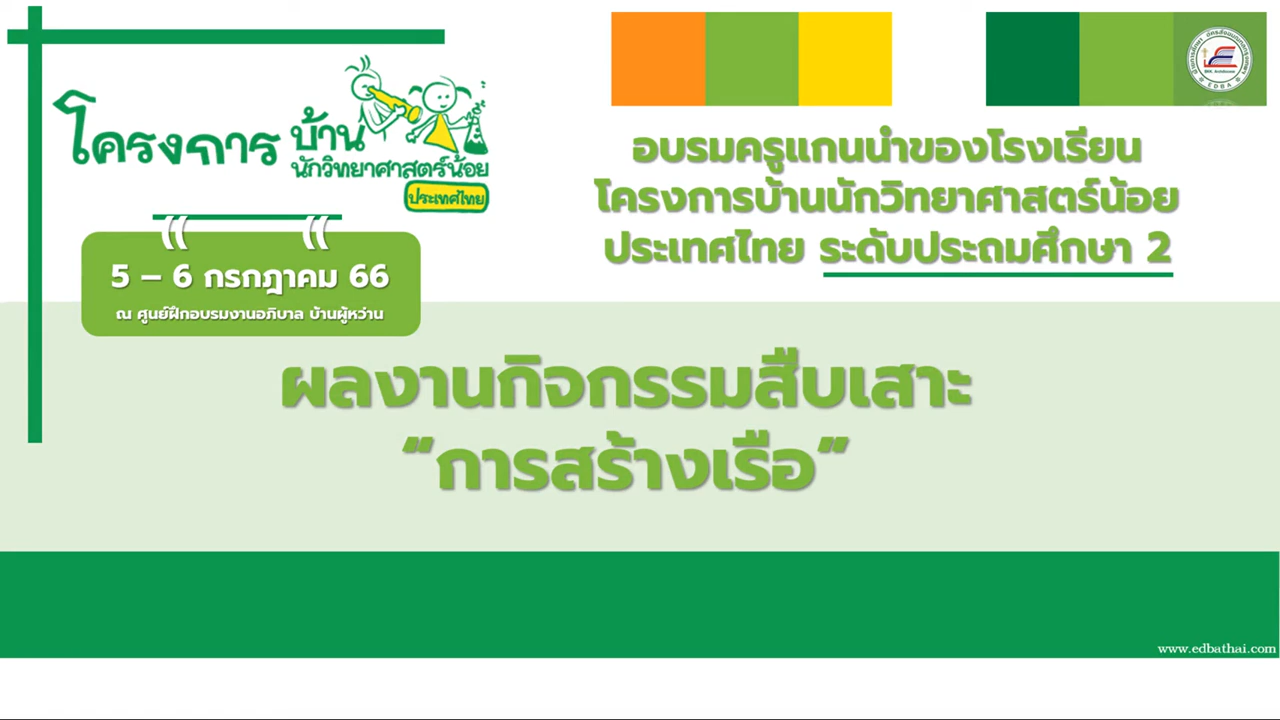 โครงการ บ้าน
นักวิทยาศาสตร์น้อย
ประเทศไทย
5 – 6 กรกฎาคม 66
ณ ศูนย์ฝึกอบรมงานอภิบาล บ้านผู้หว่าน
อบรมครูแกนนำของโรงเรียน
โครงการบ้านนักวิทยาศาสตร์น้อย
ประเทศไทย ระดับประถมศึกษา 2
ผลงานกิจกรรมสืบเสาะ
“การสร้างเรือ”
www.edbathai.com
EDBA